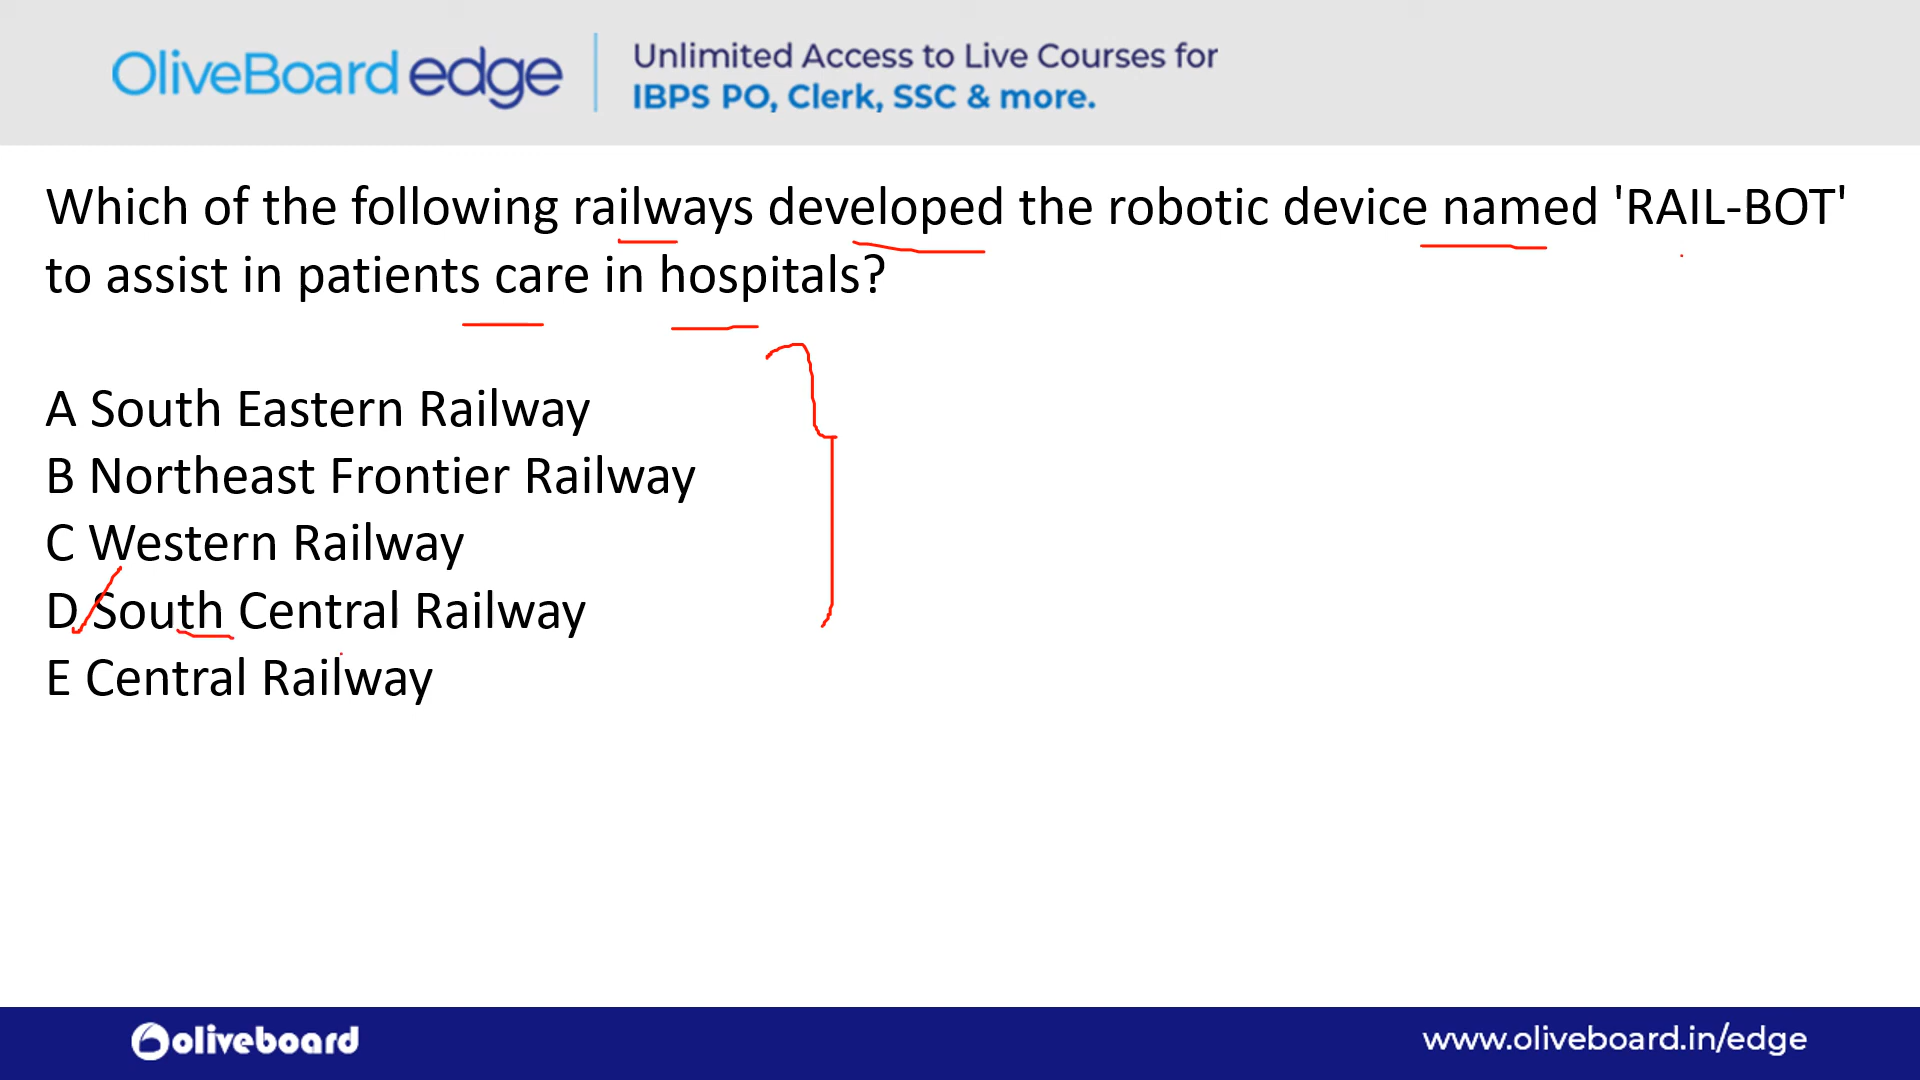 OliveBoard edge
Unlimited Access to Live Courses for
IBPS PO, Clerk, SSC & more.
Which of the following railways developed the robotic device named 'RAIL-BOT'
to assist in patients care in hospitals?
A South Eastern Railway
B Northeast Frontier Railway
C Western Railway
D South Central Railway
E Central Railway
oliveboard
www.oliveboard.in/edge